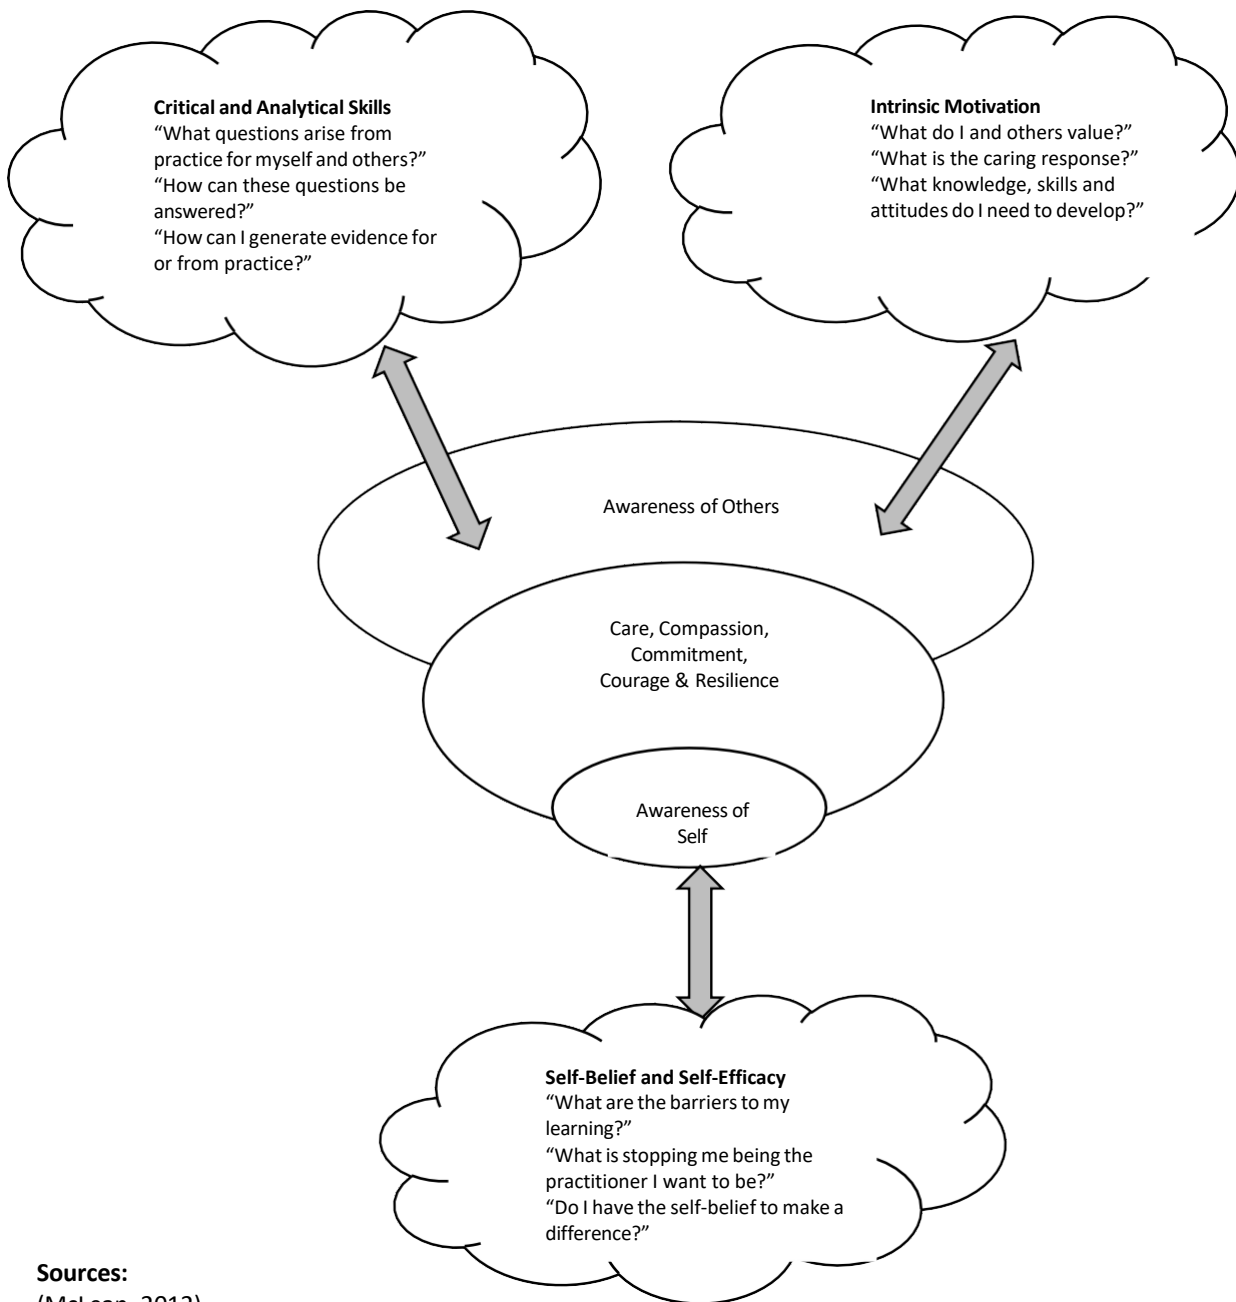 Critical and Analytical Skills
“What questions arise from
practice for myself and others?”
“How can these questions be
answered?”
“How can I generate evidence for
or from practice?”
Intrinsic Motivation
“What do I and others value?”
“What is the caring response?”
“What knowledge, skills and
attitudes do I need to develop?”
Awareness of Others
Care, Compassion,
Commitment,
Courage & Resilience
Awareness of
Self
Self-Belief and Self-Efficacy
“What are the barriers to my
learning?”
“What is stopping me being the
practitioner I want to be?”
“Do I have the self-belief to make a
difference?”
Sources:
2012)